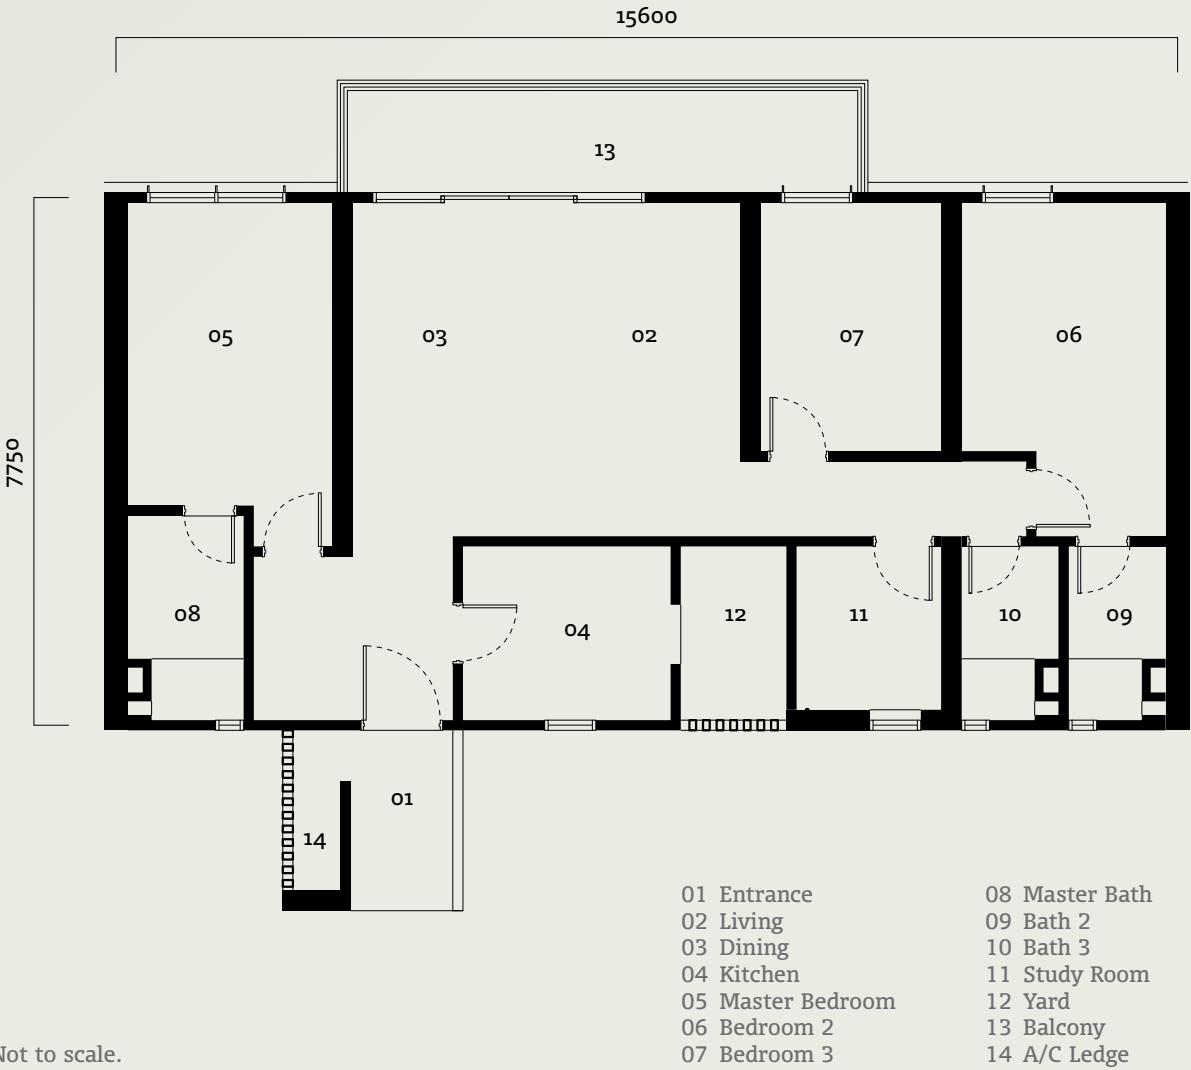 15600
13
7750
05
03
02
07
06
08
04
12
11
10
09
01
14
01 Entrance
02 Living
03 Dining
04 Kitchen
05 Master Bedroom
06 Bedroom 2
07 Bedroom 3
08 Master Bath
09 Bath 2
10 Bath 3
11 Study Room
12 Yard
13 Balcony
14 A/C Ledge
Not to scale.